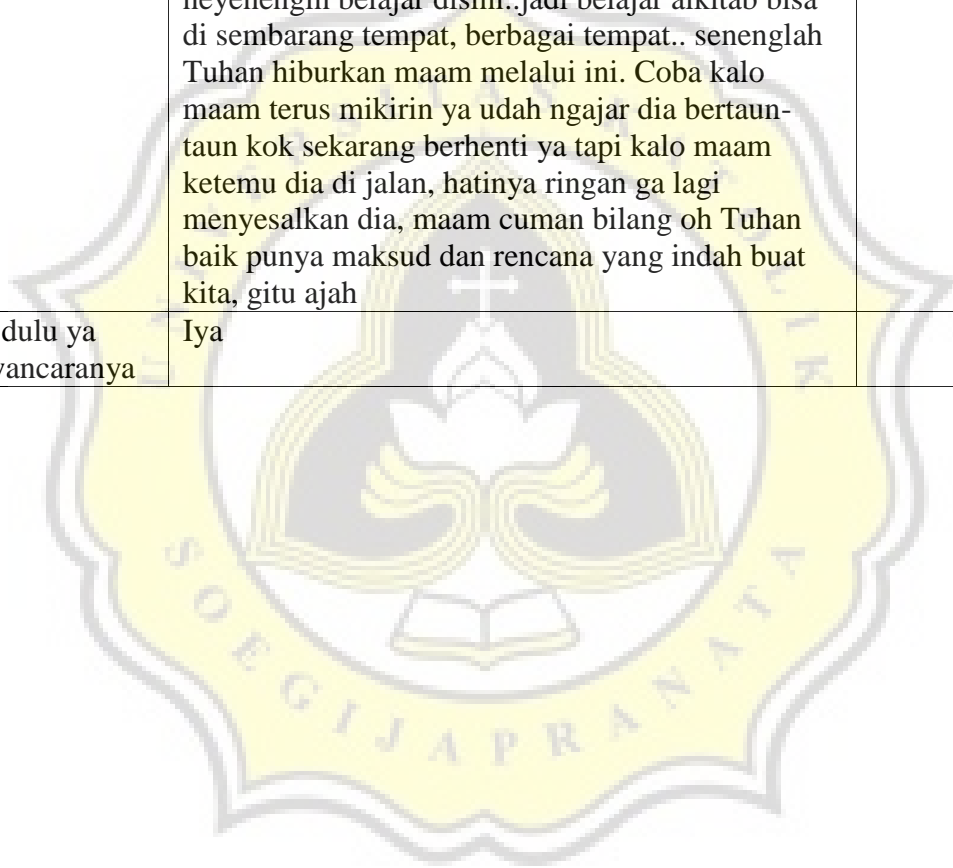 belajar disini..jadi belajar alkitab bisa
di sembarang tempat, berbagai tempat.. senenglah
Tuhan hiburkan maam melalui ini. Coba kalo
maam terus mikirin ya udah ngajar dia bertaun-
taun kok sekarang berhenti ya tapi kalo maam
ketemu dia di jalan, hatinya ringan ga lagi
menyesalkan dia, maam cuman bilang oh Tuhan
baik punya maksud dan rencana yang indah buat
kita, gitu ajah
dulu ya
vancaranya
Iya
UNIVERSITAS KATOLIK
SOEGIJAPRANATA